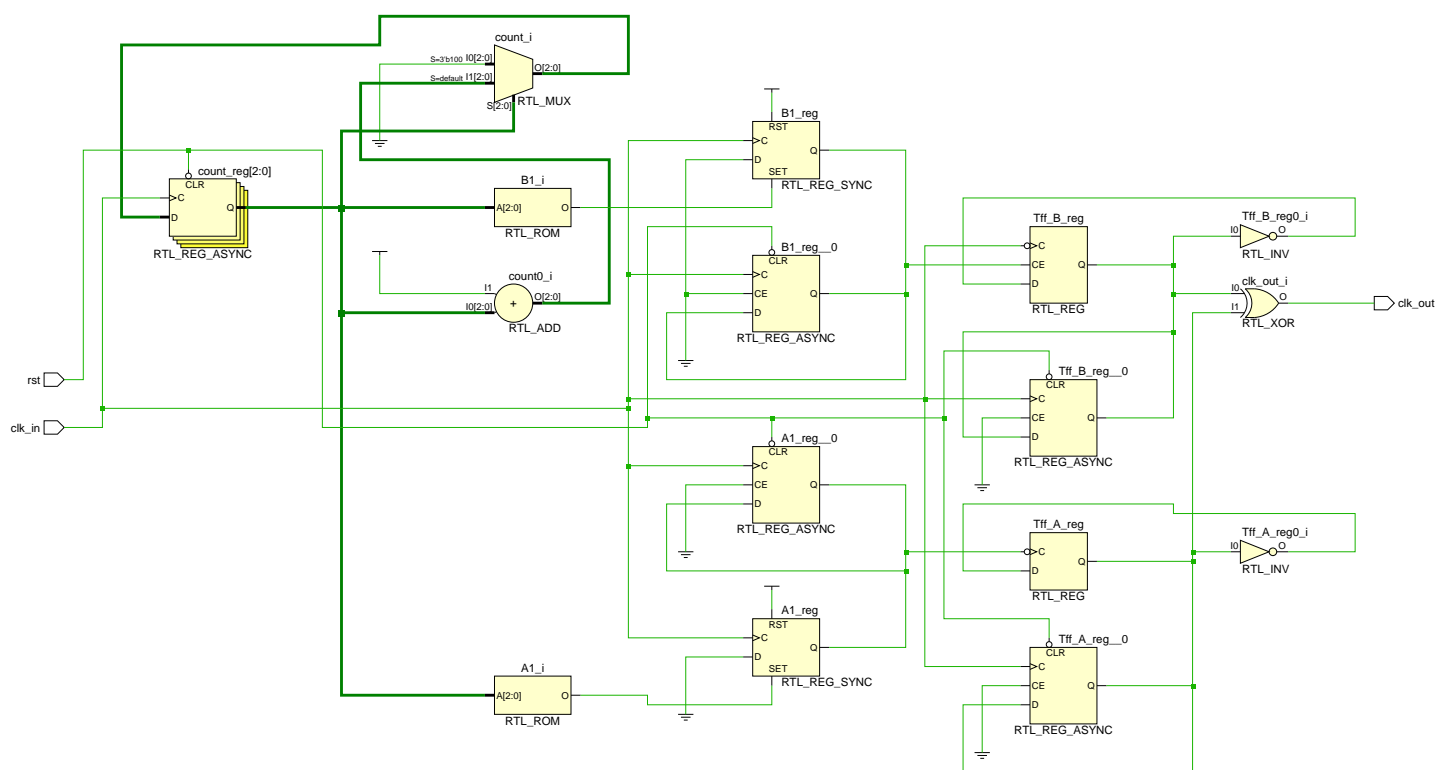 count_i
S=3'b100 I0[2:0]
S=default I1[2:0]
O[2:0]
S[2:0]
RTL_MUX
count_reg[2:0]
CLR
C
D
Q
RTL_REG_ASYNC
B1_i
A[2:0]
O
RTL_ROM
count0_i
I1
I0[2:0]
O[2:0]
+
RTL_ADD
rst
clk_in
A1_i
A[2:0]
O
RTL_ROM
B1_reg
RST
C
D
Q
SET
RTL_REG_SYNC
B1_reg__0
CLR
C
CE
D
Q
RTL_REG_ASYNC
A1_reg__0
CLR
C
CE
D
Q
RTL_REG_ASYNC
A1_reg
RST
C
D
Q
SET
RTL_REG_SYNC
Tff_B_reg
C
CE
D
Q
RTL_REG
Tff_B_reg__0
CLR
C
CE
D
Q
RTL_REG_ASYNC
Tff_A_reg
C
D
Q
RTL_REG
Tff_A_reg__0
CLR
C
CE
D
Q
RTL_REG_ASYNC
Tff_B_reg0_i
I0
O
RTL_INV
clk_out_i
I0
I1
O
RTL_XOR
clk_out
Tff_A_reg0_i
I0
O
RTL_INV